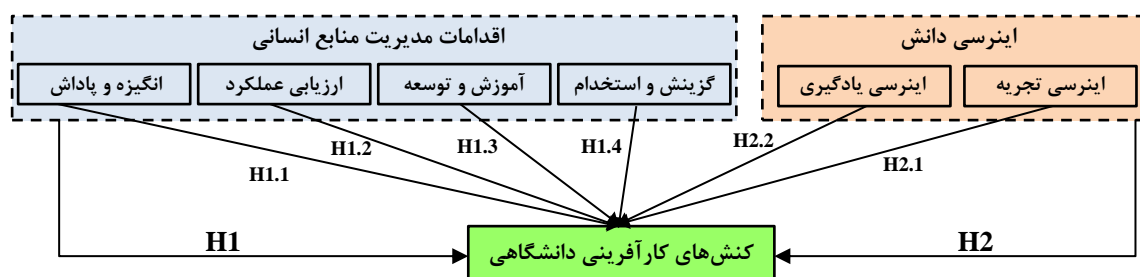 اینرسی دانش
اقدامات مدیریت منابع انسانی
اینرسی تجربه
اینرسی یادگیری
گزینش و استخدام
آموزش و توسعه
ارزیابی عملکرد
انگیزه و پاداش
H2.2
H1.4
H1.3
H1.2
H2.1
H1.1
H2
H1
کنش‌های کارآفرینی دانشگاهی